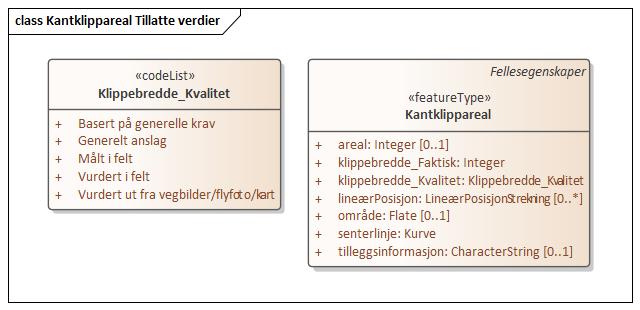 class Kantklippareal Tillatte verdier
«codeList»
Klippebredde_Kvalitet
+ Basert på generelle krav
+ Generelt anslag
+ Målt i felt
+ Vurdert i felt
+ Vurdert ut fra vegbilder/flyfoto/kart
Fellesegenskaper
«featureType»
Kantklippareal
+ areal: Integer [0..1]
+ klippebredde_Faktisk: Integer
+ klippebredde_Kvalitet: Klippebredde_Kvalitet
+ lineærPosisjon: LineærPosisjonStrekning [0..*]
+ område: Flate [0..1]
+ senterlinje: Kurve
+ tilleggsinformasjon: CharacterString [0..1]